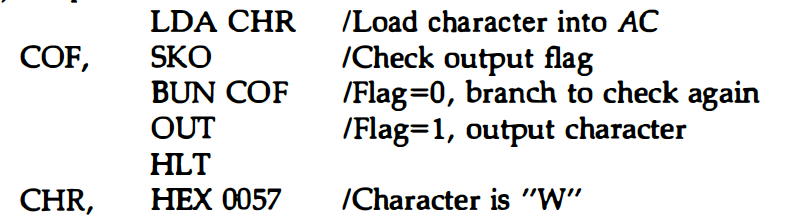 LDA CHR /Load character into AC
COF, SKO /Check output flag
BUN COF /Flag=0, branch to check again
OUT /Flag=1, output character
HLT
CHR, HEX 0057 /Character is "W"